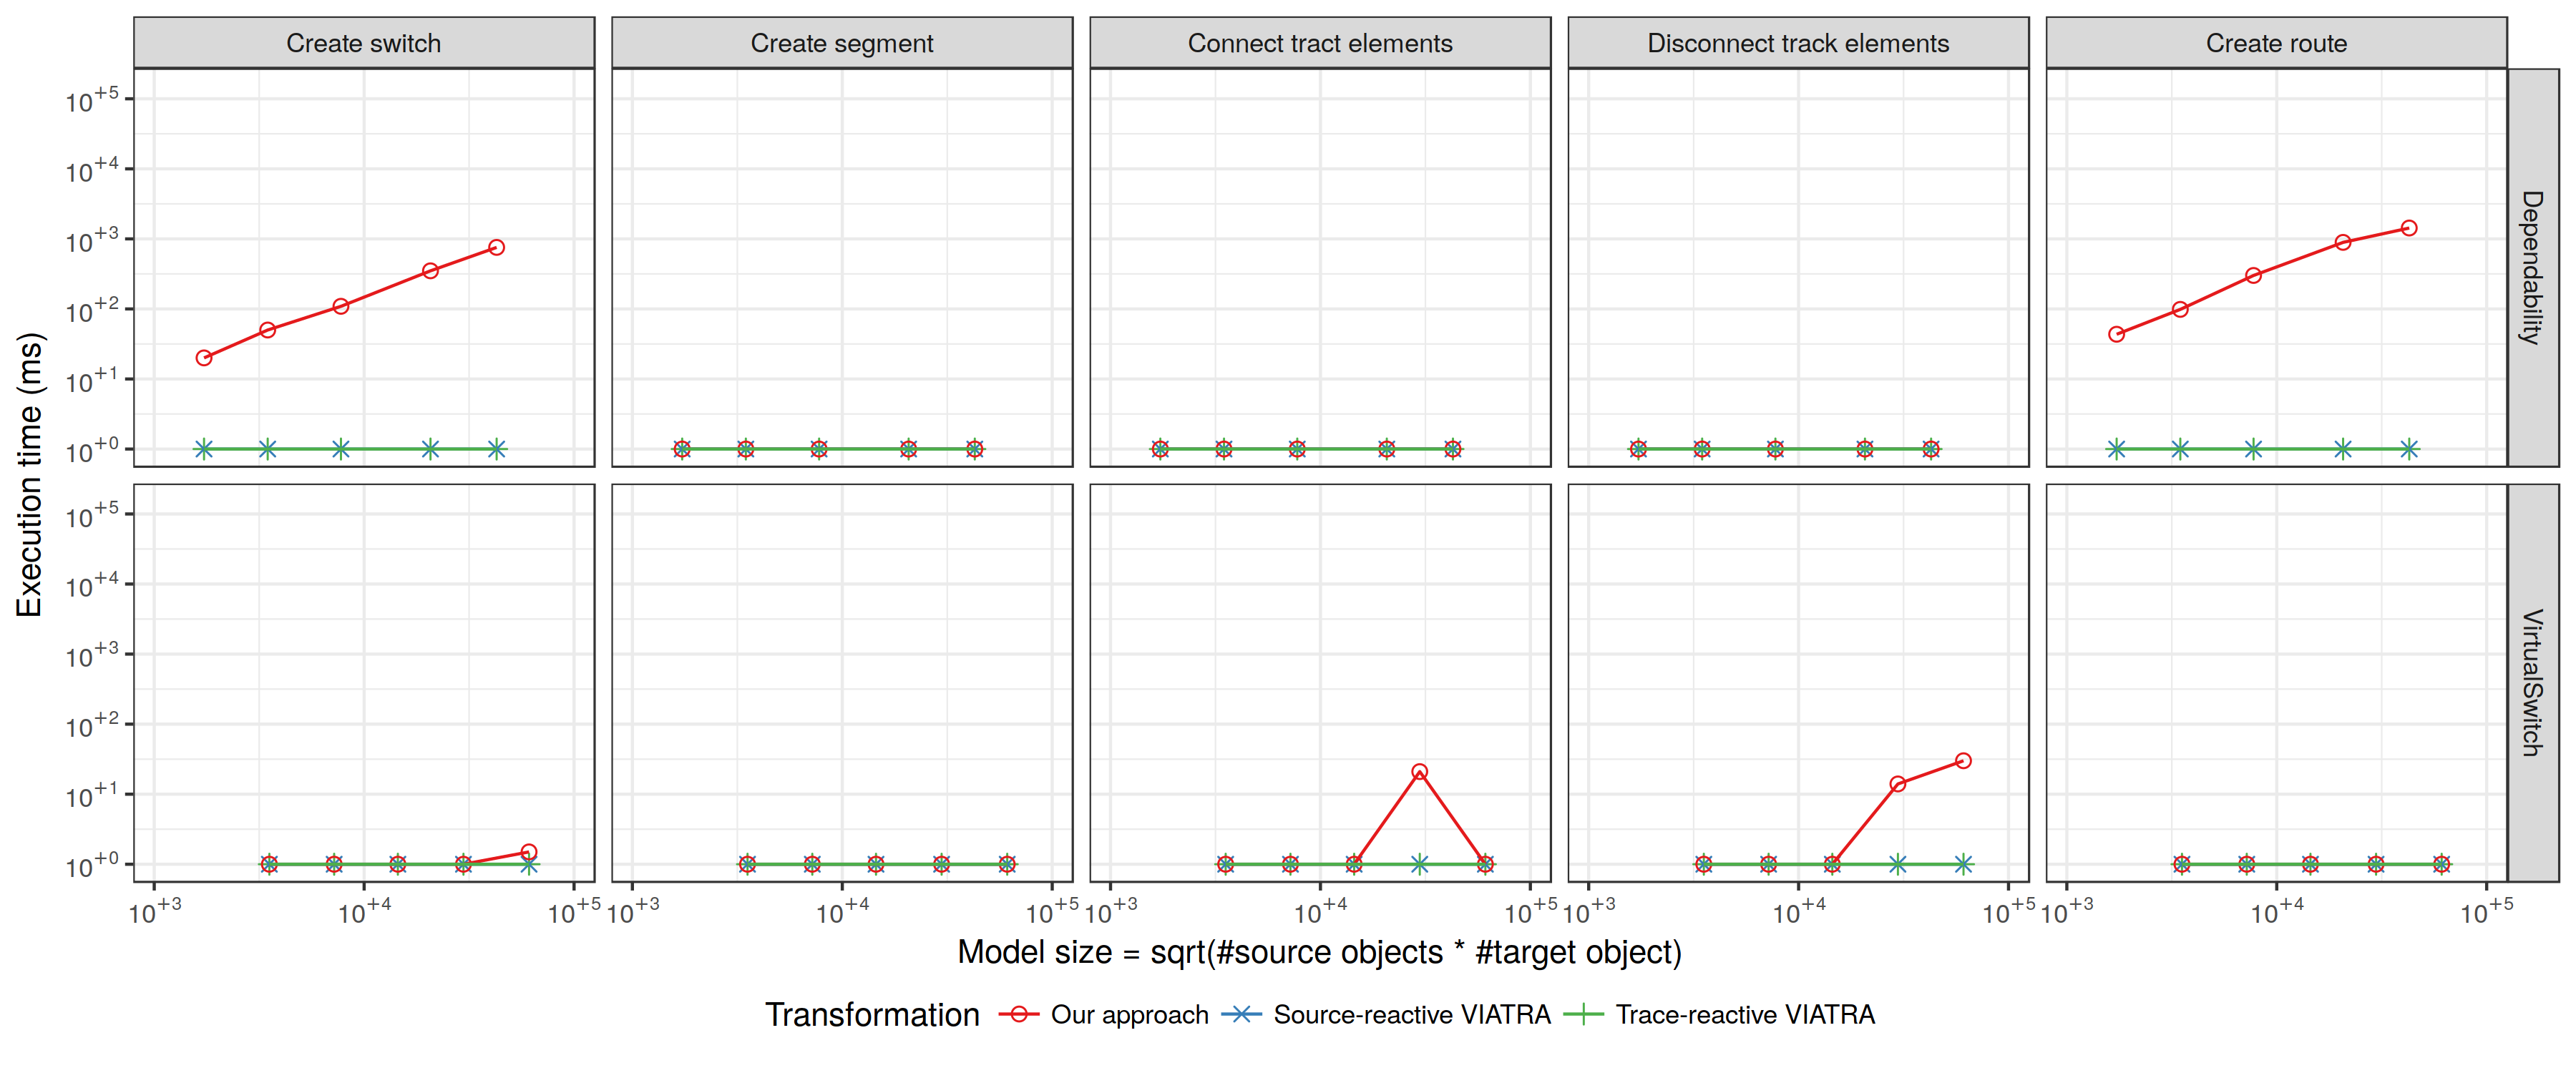 Create switch Create segment Connect tract elements Disconnect track elements Create route
Execution time (ms)
10+5
10+4
10+3
10+2
10+1
10+0
Dependability
10+5
10+4
10+3
10+2
10+1
10+0
VirtualSwitch
10+3 10+4 10+5 10+3 10+4 10+5 10+3 10+4 10+5 10+3 10+4 10+5 10+3 10+4 10+5
Model size = sqrt(#source objects * #target object)
Transformation Our approach Source-reactive VIATRA Trace-reactive VIATRA